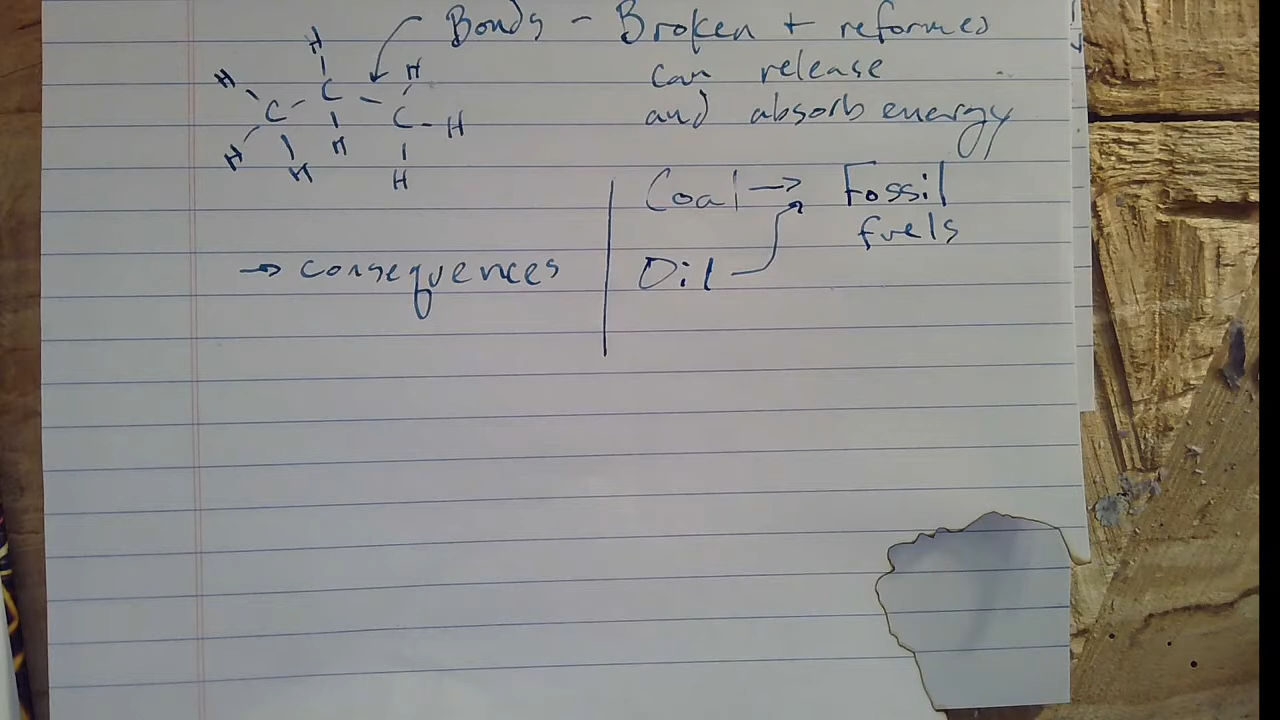 Bonds - Broken + reformed
can release
and absorb energy
H
H H
C - C - C - H
H H H H
Coal → Fossil
fuels
→ consequences
Oil